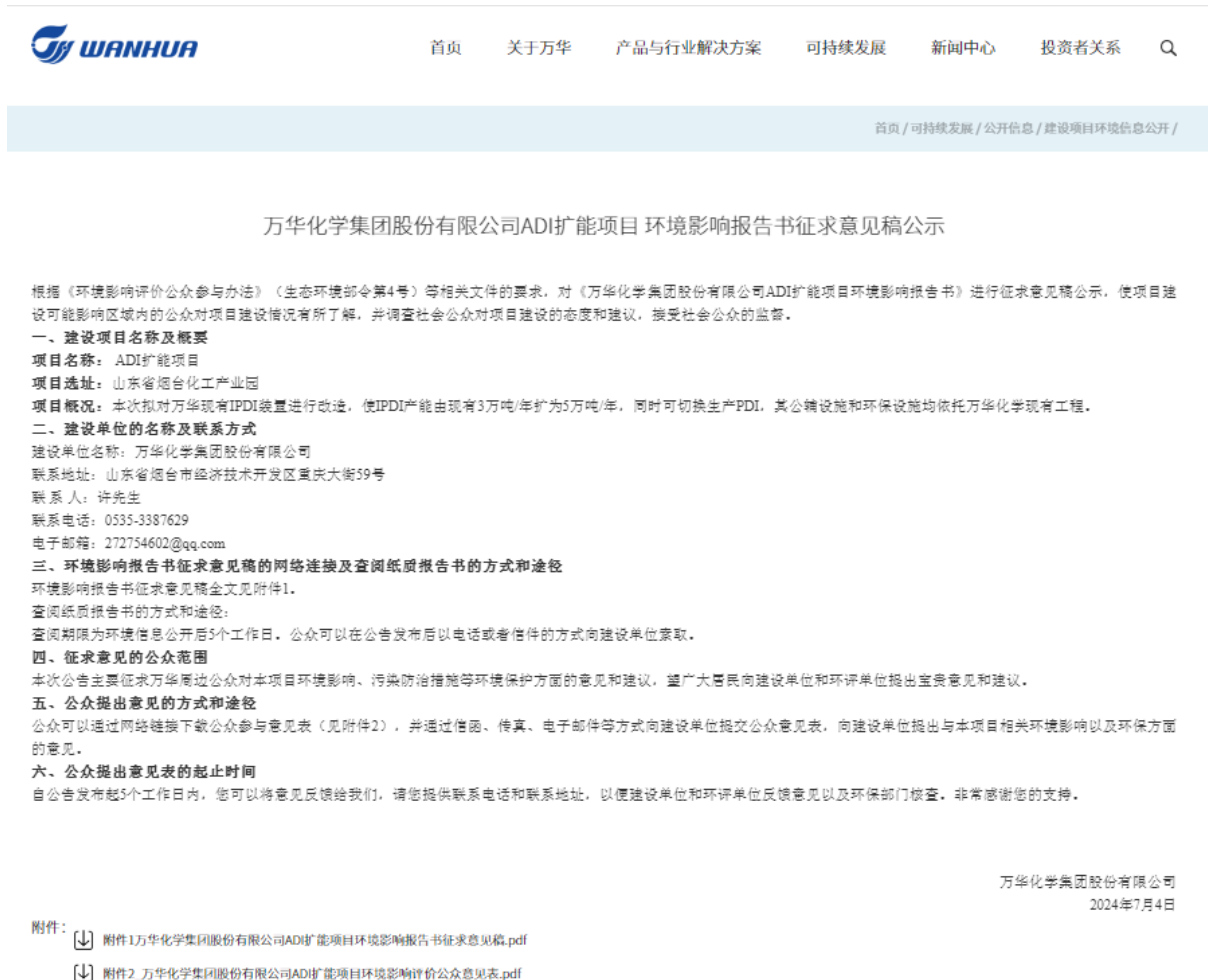 WANHUA
首页 关于万华 产品与行业解决方案 可持续发展 新闻中心 投资者关系
首页 / 可持续发展 / 公开信息 / 建设项目环境信息公开 /
万华化学集团股份有限公司ADI扩能项目 环境影响报告书征求意见稿公示
根据《环境影响评价公众参与办法》（生态环境部令第4号）等相关文件的要求，对《万华化学集团股份有限公司ADI扩能项目环境影响报告书》进行征求意见稿公示，使项目建
设可能影响区域内的公众对项目建设情况有所了解，并调查社会公众对项目建设的态度和建议，接受社会公众的监督。
一、建设项目名称及概要
项目名称： ADI扩能项目
项目选址：山东省烟台化工产业园
项目概况：本次拟对万华现有IPDI装置进行改造，使IPDI产能由现有3万吨/年扩为5万吨/年，同时可切换生产PDI，其公辅设施和环保设施均依托万华化学现有工程。
二、建设单位的名称及联系方式
建设单位名称：万华化学集团股份有限公司
联系地址：山东省烟台市经济技术开发区重庆大街59号
联 系 人：许先生
联系电话：0535-3387629
电子邮箱：272754602@qq.com
三、环境影响报告书征求意见稿的网络连接及查阅纸质报告书的方式和途径
环境影响报告书征求意见稿全文见附件1。
查阅纸质报告书的方式和途径：
查阅期限为环境信息公开后5个工作日。公众可以在公告发布后以电话或者信件的方式向建设单位索取。
四、征求意见的公众范围
本次公告主要征求万华周边公众对本项目环境影响、污染防治措施等环境保护方面的意见和建议，望广大居民向建设单位和环评单位提出宝贵意见和建议。
五、公众提出意见的方式和途径
公众可以通过网络链接下载公众参与意见表（见附件2），并通过信函、传真、电子邮件等方式向建设单位提交公众意见表，向建设单位提出与本项目相关环境影响以及环保方面
的意见。
六、公众提出意见表的起止时间
自公告发布起5个工作日内，您可以将意见反馈给我们，请您提供联系电话和联系地址，以便建设单位和环评单位反馈意见以及环保部门核查。非常感谢您的支持。
万华化学集团股份有限公司
2024年7月4日
附件：
附件1万华化学集团股份有限公司ADI扩能项目环境影响报告书征求意见稿.pdf
附件2 万华化学集团股份有限公司ADI扩能项目环境影响评价公众意见表.pdf